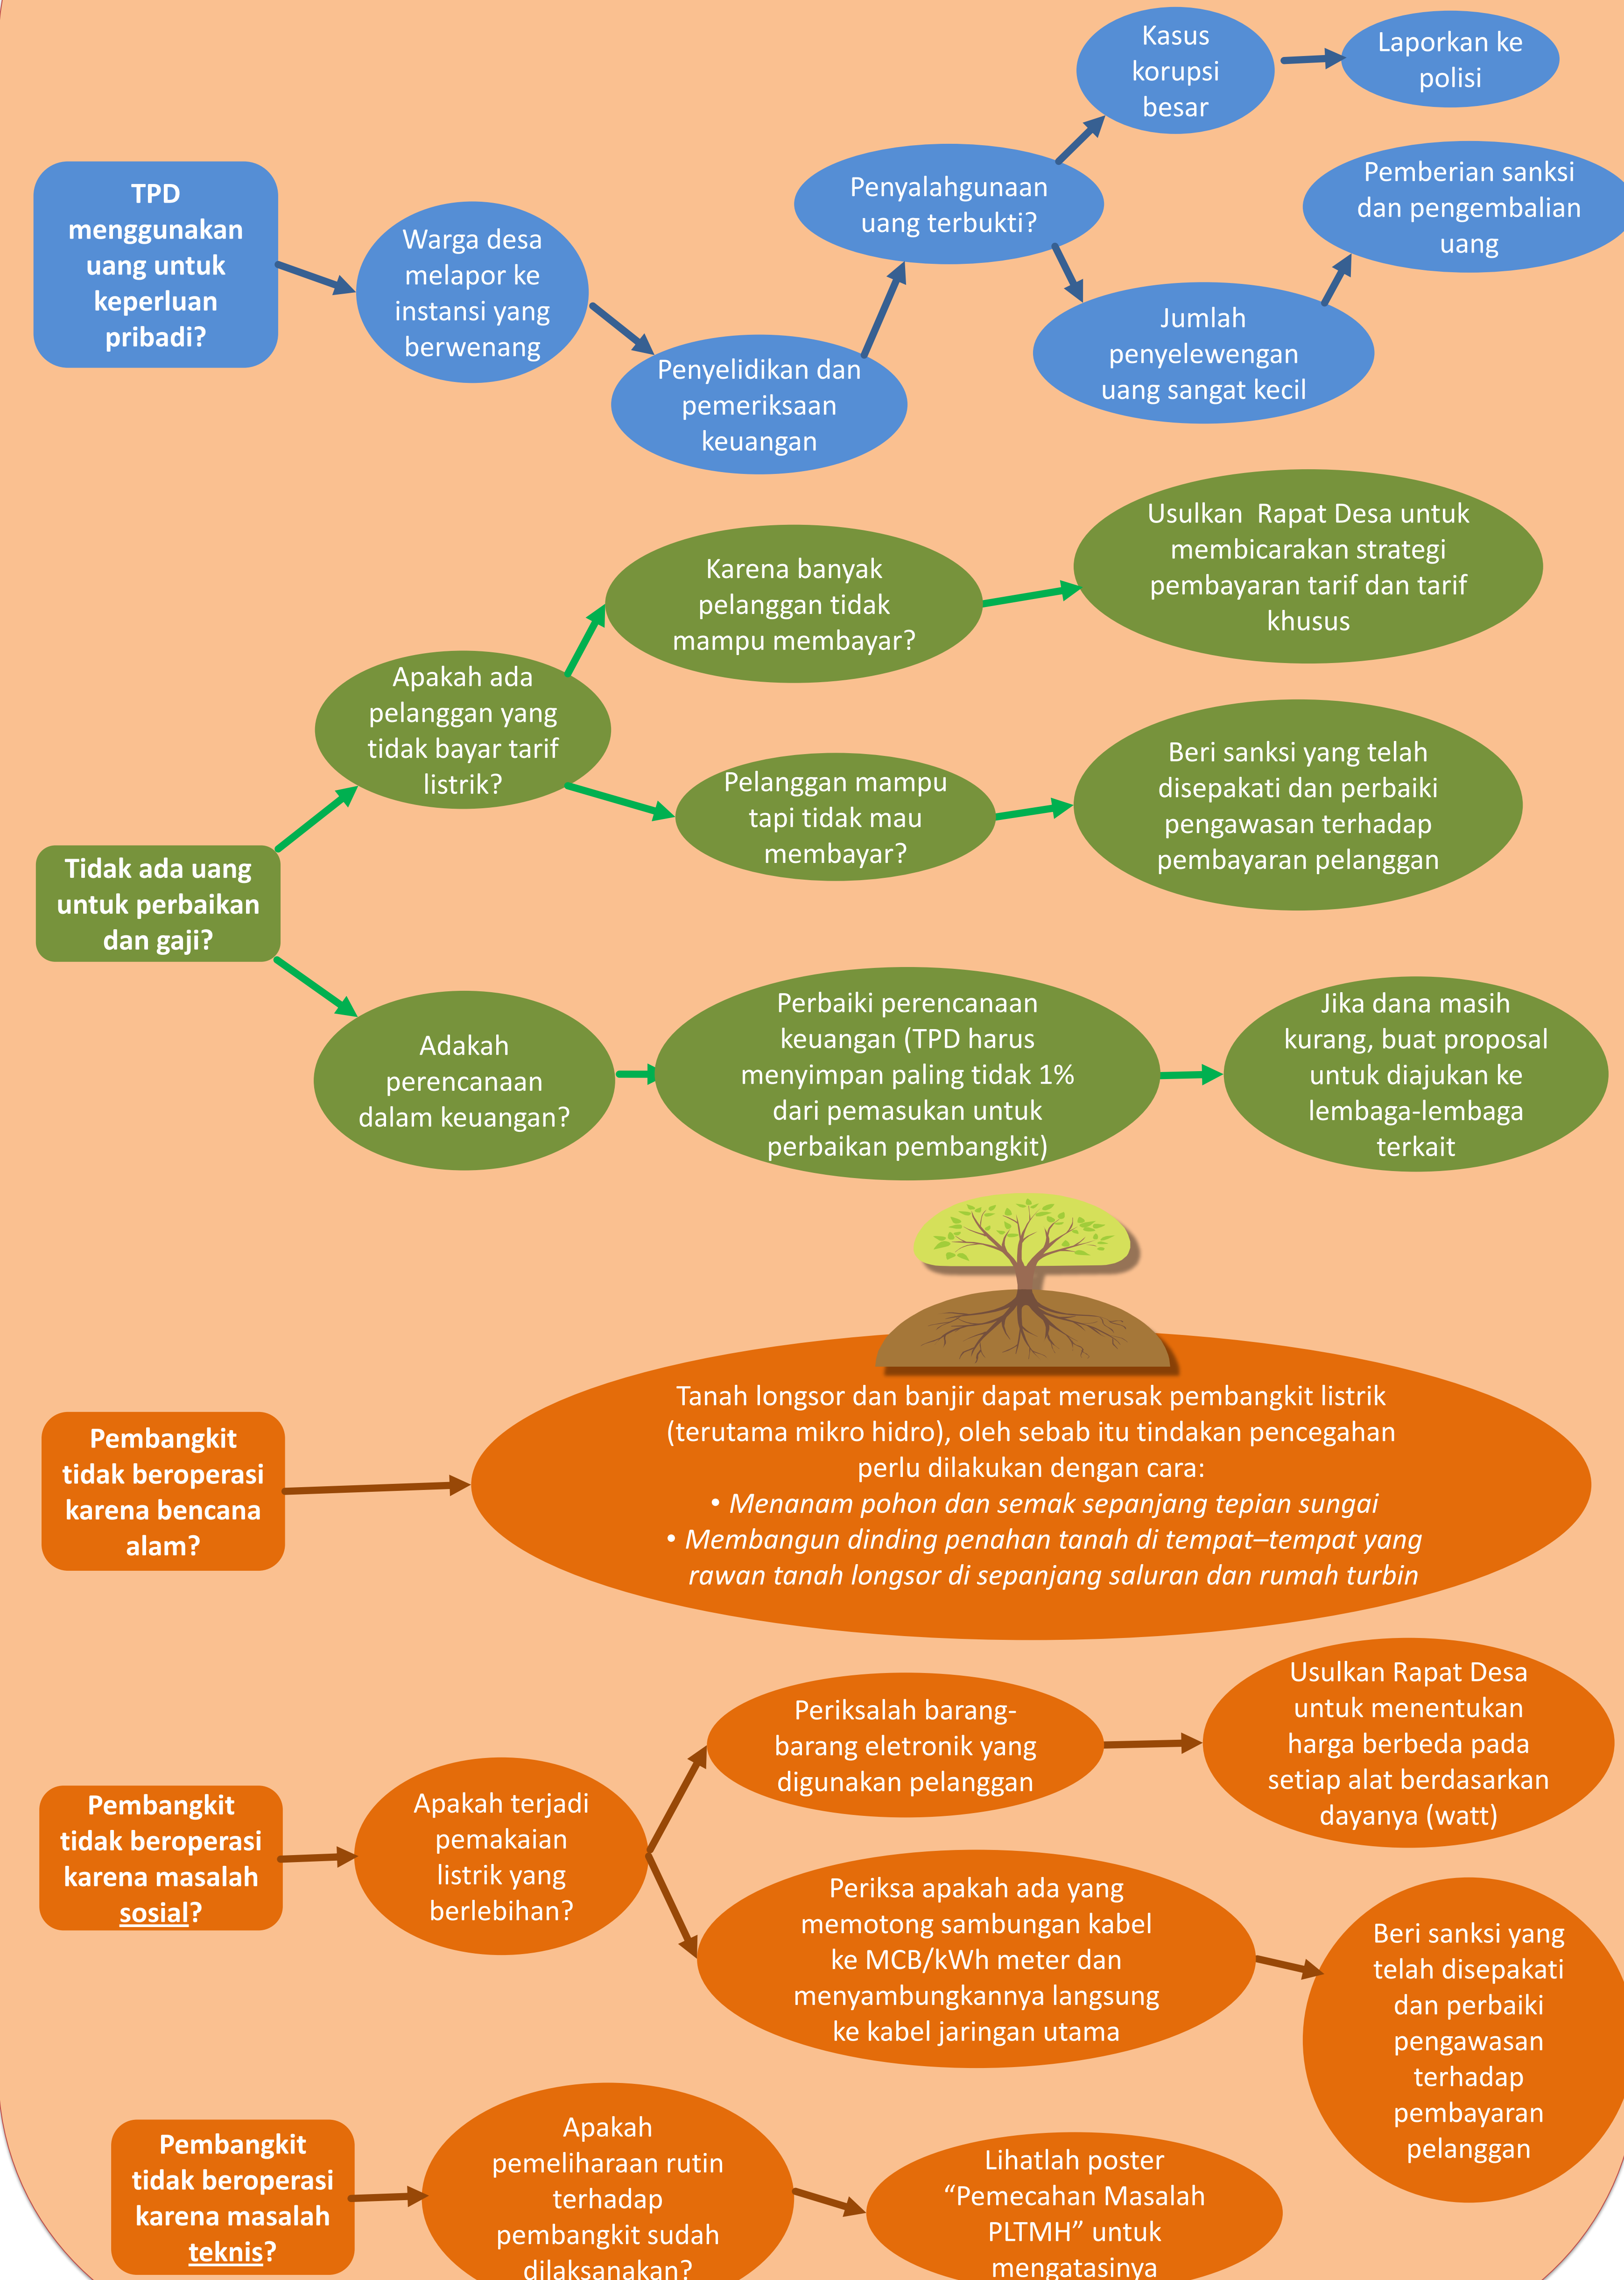 TPD
menggunakan
uang untuk
keperluan
pribadi?
Warga desa
melapor ke
instansi yang
berwenang
Penyelidikan dan
pemeriksaan
keuangan
Penyalahgunaan
uang terbukti?
Kasus
korupsi
besar
Laporkan ke
polisi
Jumlah
penyelewengan
uang sangat kecil
Pemberian sanksi
dan pengembalian
uang
Tidak ada uang
untuk perbaikan
dan gaji?
Apakah ada
pelanggan yang
tidak bayar tarif
listrik?
Karena banyak
pelanggan tidak
mampu membayar?
Usulkan Rapat Desa untuk
membicarakan strategi
pembayaran tarif dan tarif
khusus
Pelanggan mampu
tapi tidak mau
membayar?
Beri sanksi yang telah
disepakati dan perbaiki
pengawasan terhadap
pembayaran pelanggan
Adakah
perencanaan
dalam keuangan?
Perbaiki perencanaan
keuangan (TPD harus
menyimpan paling tidak 1%
dari pemasukan untuk
perbaikan pembangkit)
Jika dana masih
kurang, buat proposal
untuk diajukan ke
lembaga-lembaga
terkait
Pembangkit
tidak beroperasi
karena bencana
alam?
Tanah longsor dan banjir dapat merusak pembangkit listrik
(terutama mikro hidro), oleh sebab itu tindakan pencegahan
perlu dilakukan dengan cara:
• Menanam pohon dan semak sepanjang tepian sungai
• Membangun dinding penahan tanah di tempat–tempat yang
rawan tanah longsor di sepanjang saluran dan rumah turbin
Pembangkit
tidak beroperasi
karena masalah
sosial?
Apakah terjadi
pemakaian
listrik yang
berlebihan?
Periksalah barang-
barang eletronik yang
digunakan pelanggan
Usulkan Rapat Desa
untuk menentukan
harga berbeda pada
setiap alat berdasarkan
dayanya (watt)
Periksa apakah ada yang
memotong sambungan kabel
ke MCB/kWh meter dan
menyambungkannya langsung
ke kabel jaringan utama
Beri sanksi yang
telah disepakati
dan perbaiki
pengawasan
terhadap
pembayaran
pelanggan
Pembangkit
tidak beroperasi
karena masalah
teknis?
Apakah
pemeliharaan rutin
terhadap
pembangkit sudah
dilaksanakan?
Lihatlah poster
“Pemecahan Masalah
PLTMH” untuk
mengatasinya